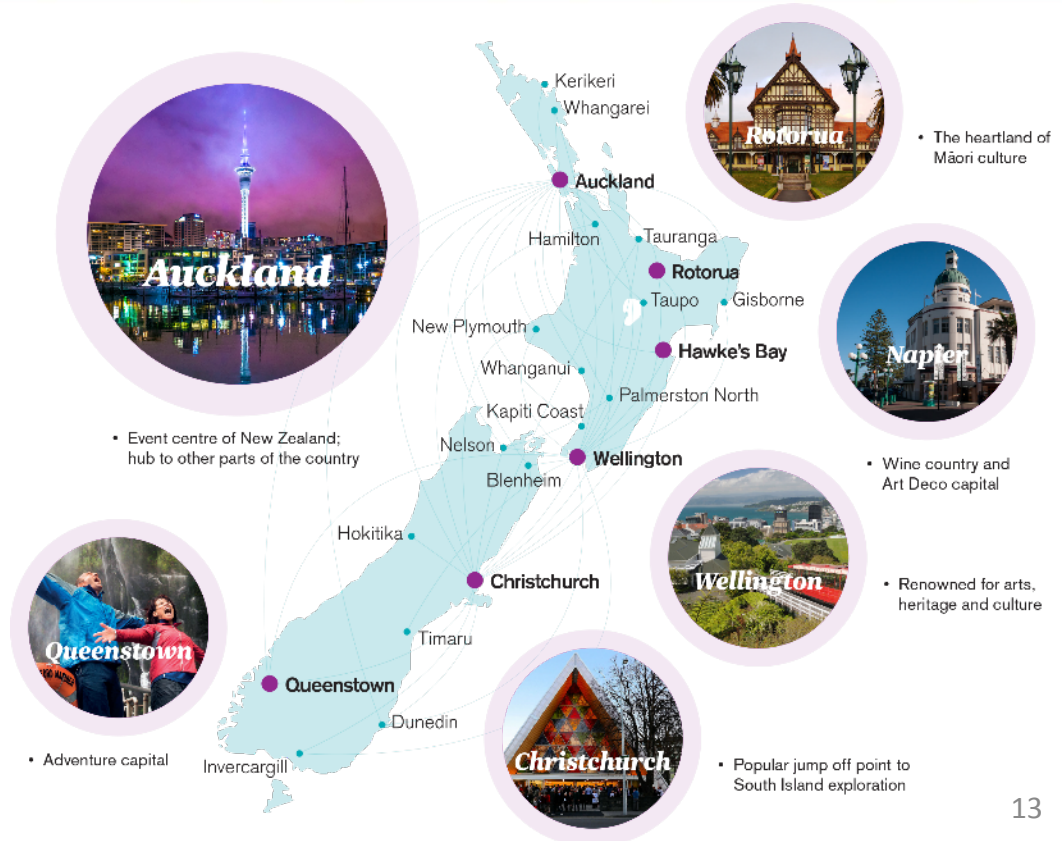 Kerikeri
Whangarei
Auckland
Hamilton
Tauranga
Rotorua
Taupo
Gisborne
New Plymouth
Hawke's Bay
Whanganui
Palmerston North
Kapiti Coast
Nelson
Wellington
Blenheim
Hokitika
Christchurch
Timaru
Queenstown
Dunedin
Invercargill
Auckland
• Event centre of New Zealand;
hub to other parts of the country
Rotorua
• The heartland of
Māori culture
Napier
• Wine country and
Art Deco capital
Wellington
• Renowned for arts,
heritage and culture
Queenstown
• Adventure capital
Christchurch
• Popular jump off point to
South Island exploration
13